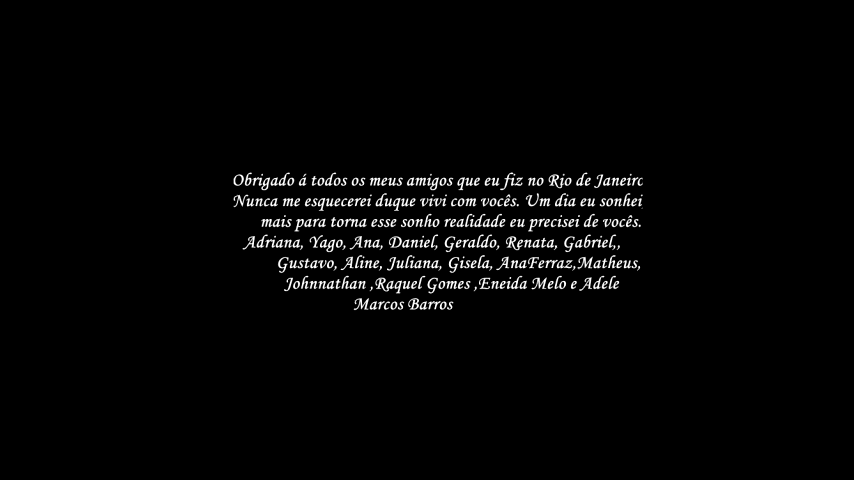 Obrigado á todos os meus amigos que eu fiz no Rio de Janeiro
Nunca me esquecerei duque vivi com vocês. Um dia eu sonhei,
mais para torna esse sonho realidade eu precisei de vocês.
Adriana, Yago, Ana, Daniel, Geraldo, Renata, Gabriel,,
Gustavo, Aline, Juliana, Gisela, AnaFerraz,Matheus,
Johnnathan ,Raquel Gomes ,Eneida Melo e Adele
Marcos Barros